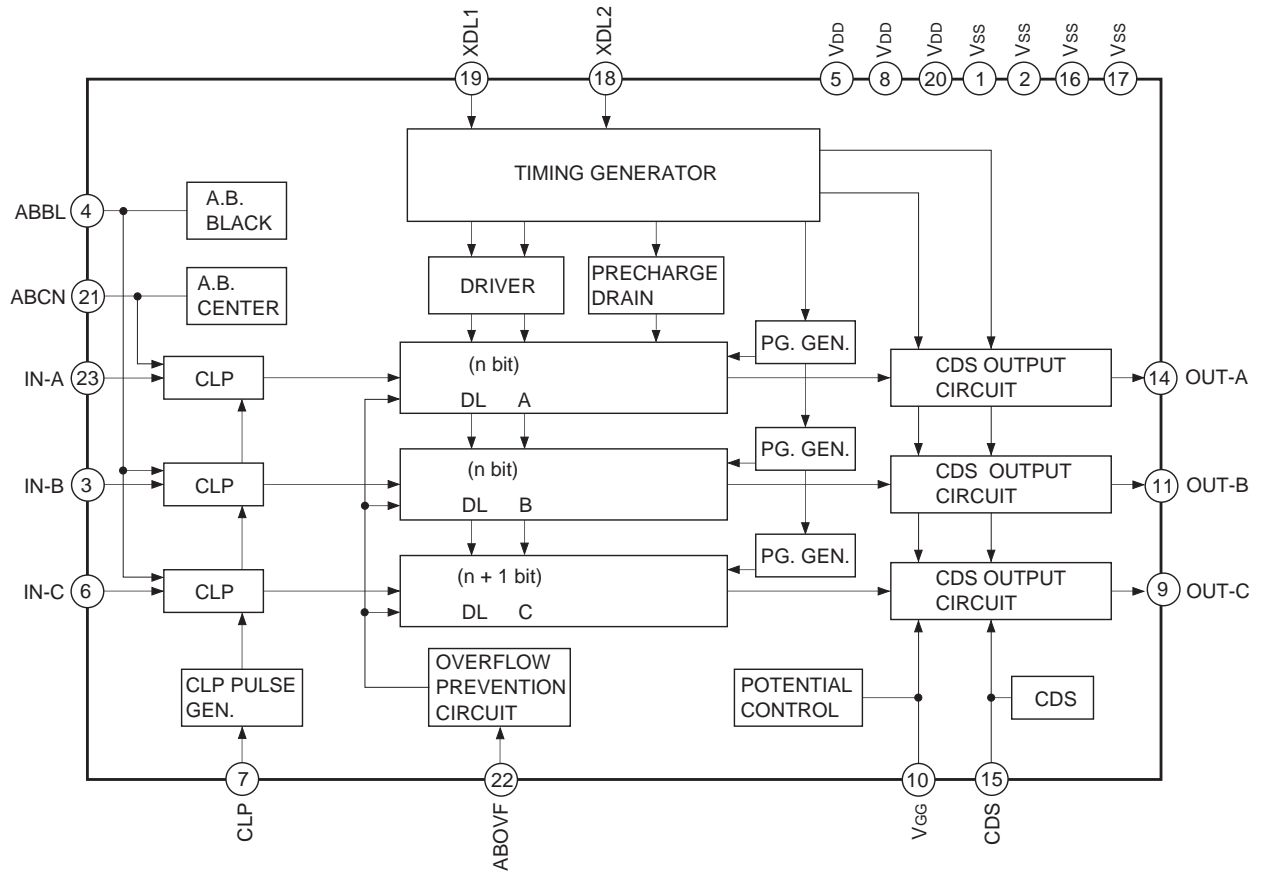 XDL1
XDL2
VDD
VDD
VDD
VSS
VSS
VSS
VSS
19
18
5
8
20
1
2
16
17
TIMING GENERATOR
ABBL
4
A.B.
BLACK
ABCN
21
A.B.
CENTER
DRIVER
PRECHARGE
DRAIN
PG. GEN.
IN-A
23
CLP
(n bit)
DL A
CDS OUTPUT
CIRCUIT
14
OUT-A
PG. GEN.
IN-B
3
CLP
(n bit)
DL B
CDS OUTPUT
CIRCUIT
11
OUT-B
PG. GEN.
IN-C
6
CLP
(n + 1 bit)
DL C
CDS OUTPUT
CIRCUIT
9
OUT-C
CLP PULSE
GEN.
OVERFLOW
PREVENTION
CIRCUIT
POTENTIAL
CONTROL
CDS
7
22
10
15
CLP
ABOVF
VGG
CDS